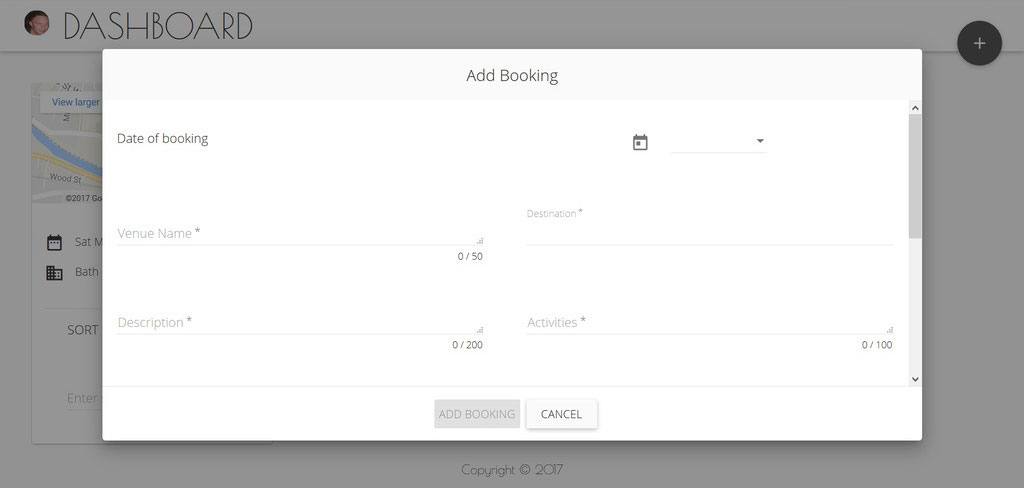 DASHBOARD
Add Booking
View larger
Date of booking
Wood St
©2017 Go
Venue Name *
0 / 50
Destination *
Sat M
Bath
Description *
0 / 200
Activities *
0 / 100
SORT
Enter
ADD BOOKING
CANCEL
Copyright © 2017